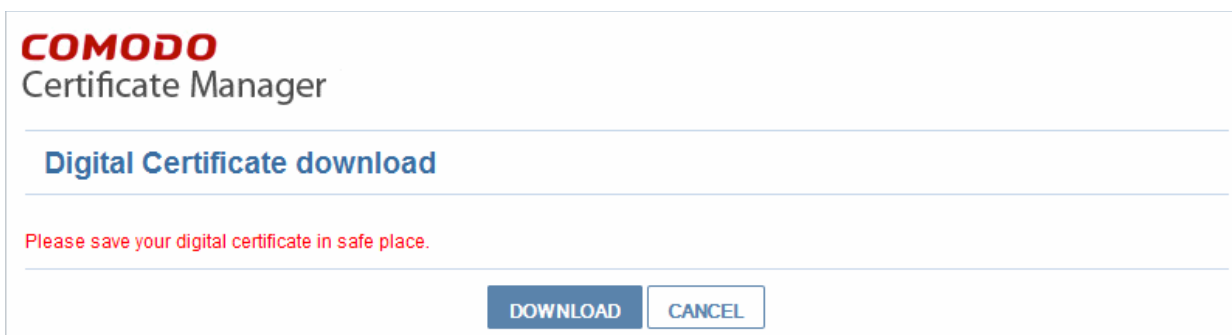 COMODO
Certificate Manager
Digital Certificate download
Please save your digital certificate in safe place.
DOWNLOAD CANCEL